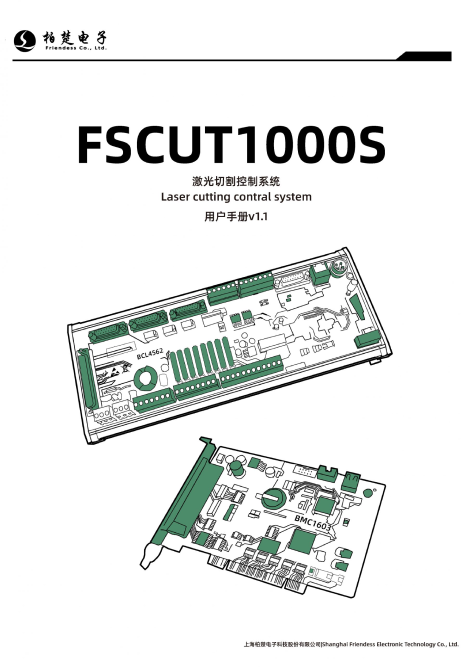 柏楚电子
Friendess Co., Ltd.
FSCUT1000S
激光切割控制系统
Laser cutting contral system
用户手册v1.1
BCL4562
BMC1603
上海柏楚电子科技股份有限公司|Shanghai Friendess Electronic Technology Co., Ltd.